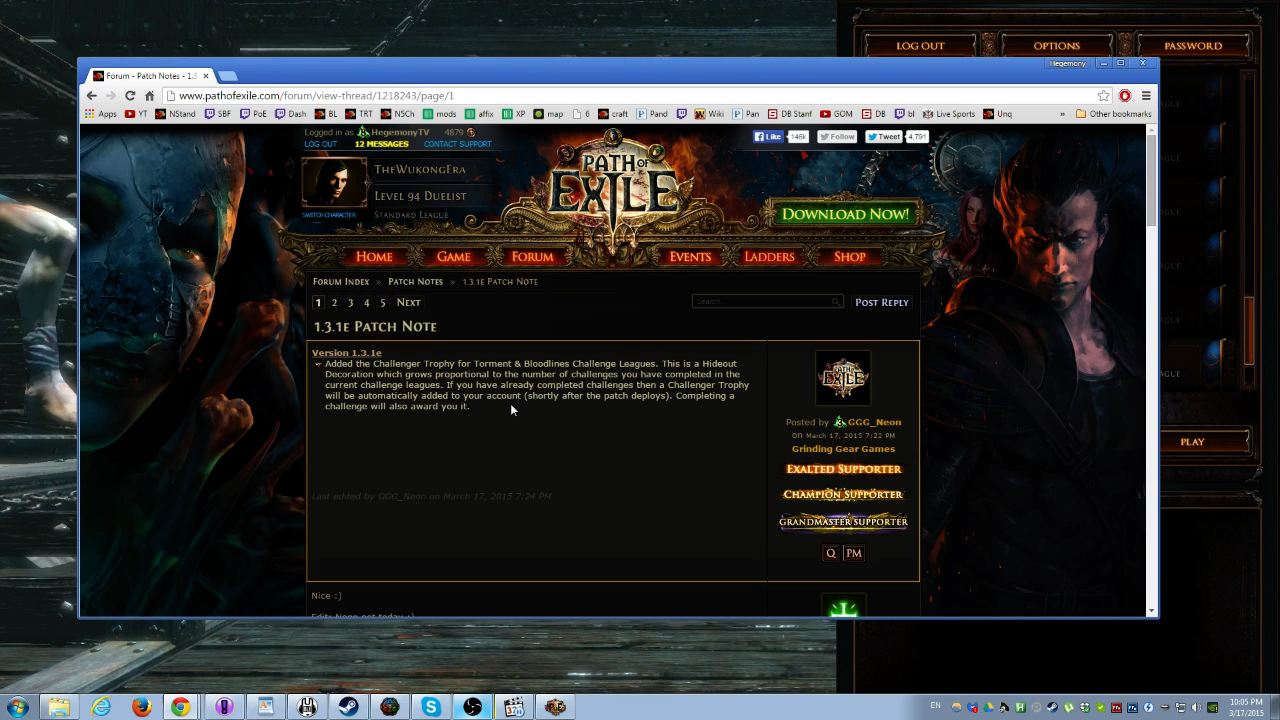 LOG OUT
OPTIONS
PASSWORD
Hegemony
Forum - Patch Notes - 1.3
www.pathofexile.com/forum/view-thread/1218243/page/1
Apps YT NStand SBF PoE Dash BL TRT N5CH mods affix XP map 6 craft Pand Wiki Pan DB Stanf GOM DB bl Live Sports Unq » Other bookmarks
Logged in as HegemonyTV 4879
LOG OUT 12 MESSAGES CONTACT SUPPORT
Like 146k Follow Tweet 4,791
TheWukongEra
Level 94 Duelist
SWITCH CHARACTER Standard League
PATH OF
EXILE
Download Now!
Home Game Forum Events Ladders Shop
Forum Index » Patch Notes » 1.3.1e Patch Note
1 2 3 4 5 Next
Search... Post Reply
1.3.1e Patch Note
Version 1.3.1e
Added the Challenger Trophy for Torment & Bloodlines Challenge Leagues. This is a Hideout
Decoration which grows proportional to the number of challenges you have completed in the
current challenge leagues. If you have already completed challenges then a Challenger Trophy
will be automatically added to your account (shortly after the patch deploys). Completing a
challenge will also award you it.
Last edited by GGG_Neon on March 17, 2015 7:24 PM
PATH OF
EXILE
Posted by GGG_Neon
on March 17, 2015 7:22 PM
Grinding Gear Games
Exalted Supporter
Champion Supporter
Grandmaster Supporter
Q PM
Nice :)
PLAY
EN
10:05 PM
3/17/2015